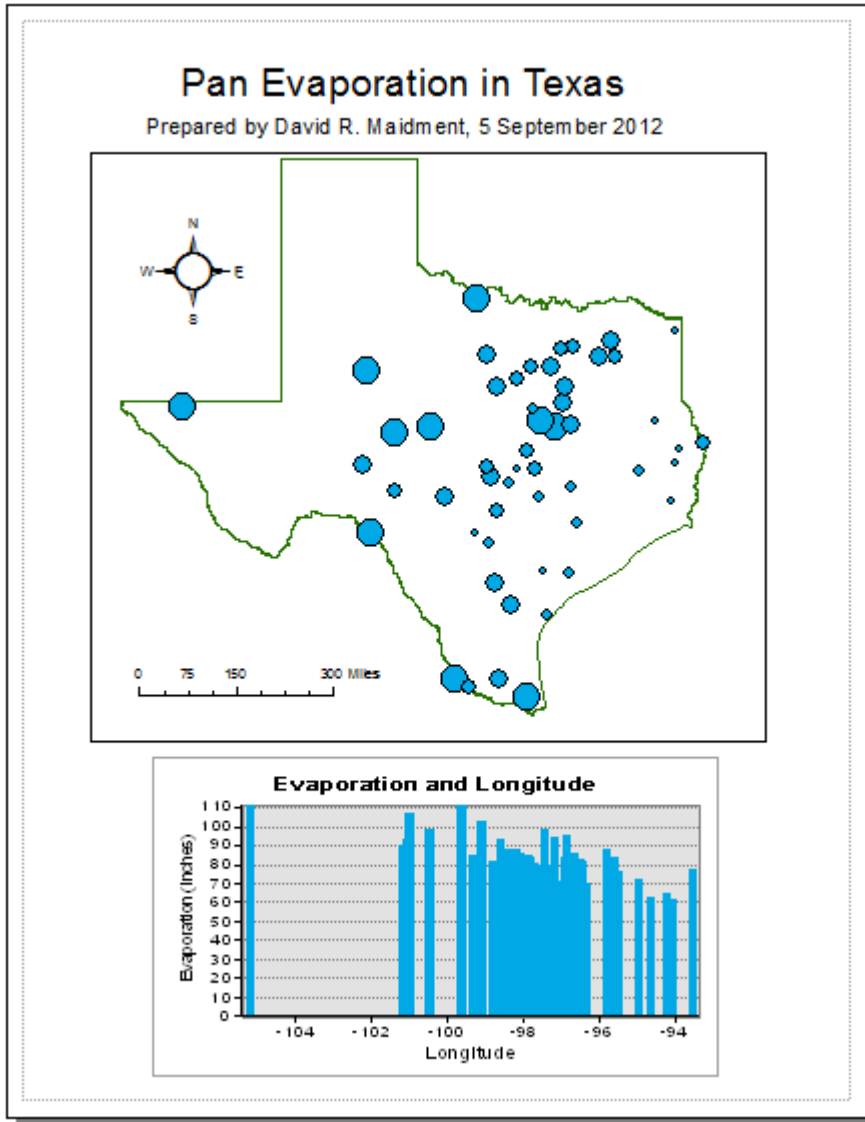 Pan Evaporation in Texas
Prepared by David R. Maidment, 5 September 2012
N
W E
S
0 75 150 300 Miles
Evaporation and Longitude
110
100
90
80
70
60
50
40
30
20
10
0
Evaporation (Inches)
-104 -102 -100 -98 -96 -94
Longitude